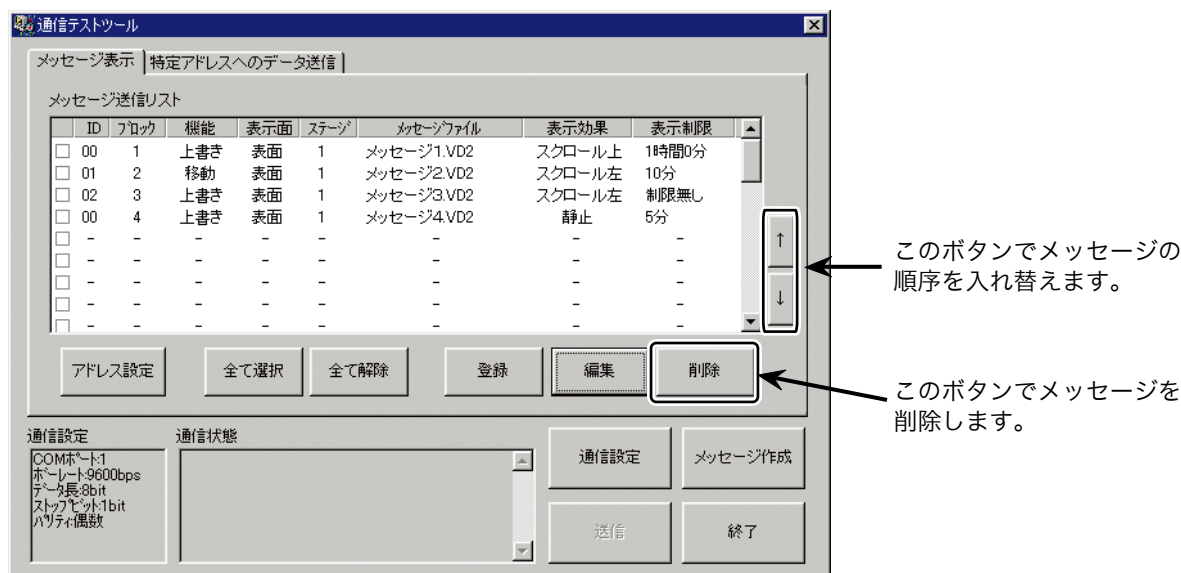 通信テストツール
メッセージ表示 特定アドレスへのデータ送信
メッセージ送信リスト
ID ブロック 機能 表示面 ステージ メッセージファイル 表示効果 表示制限
00 1 上書き 表面 1 メッセージ1.VD2 スクロール上 1時間0分
01 2 移動 表面 1 メッセージ2.VD2 スクロール左 10分
02 3 上書き 表面 1 メッセージ3.VD2 スクロール左 制限無し
00 4 上書き 表面 1 メッセージ4.VD2 静止 5分
- - - - - - - -
- - - - - - - -
- - - - - - - -
- - - - - - - -
- - - - - - - -
↑
↓
このボタンでメッセージの
順序を入れ替えます。
アドレス設定 全て選択 全て解除 登録 編集 削除
このボタンでメッセージを
削除します。
通信設定 通信状態
COMポート:1
ボーレート:9600bps
データ長:8bit
ストップビット:1bit
パリティ:偶数
通信設定 メッセージ作成
送信 終了